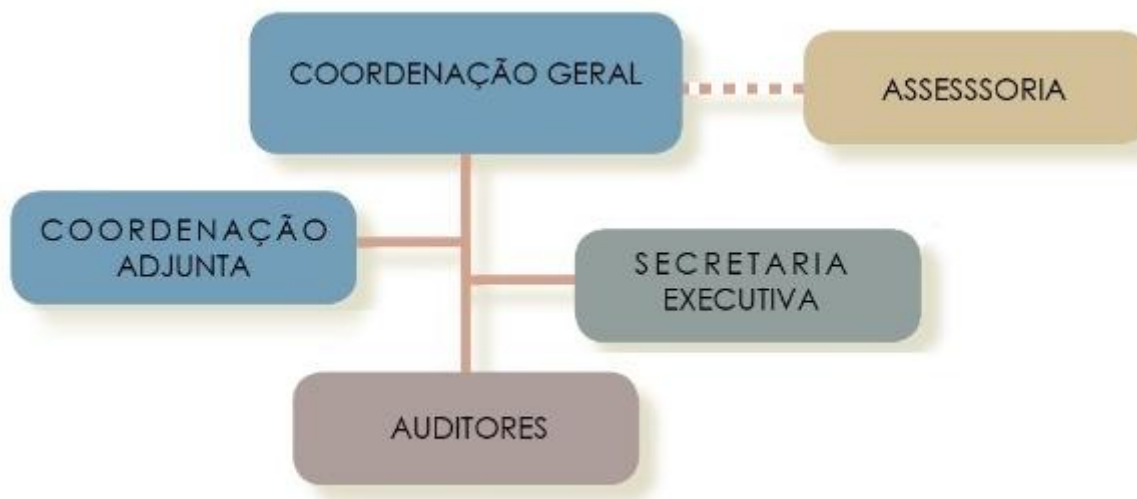 COORDENAÇÃO GERAL
ASSESSSORIA
COORDENAÇÃO
ADJUNTA
SECRETARIA
EXECUTIVA
AUDITORES